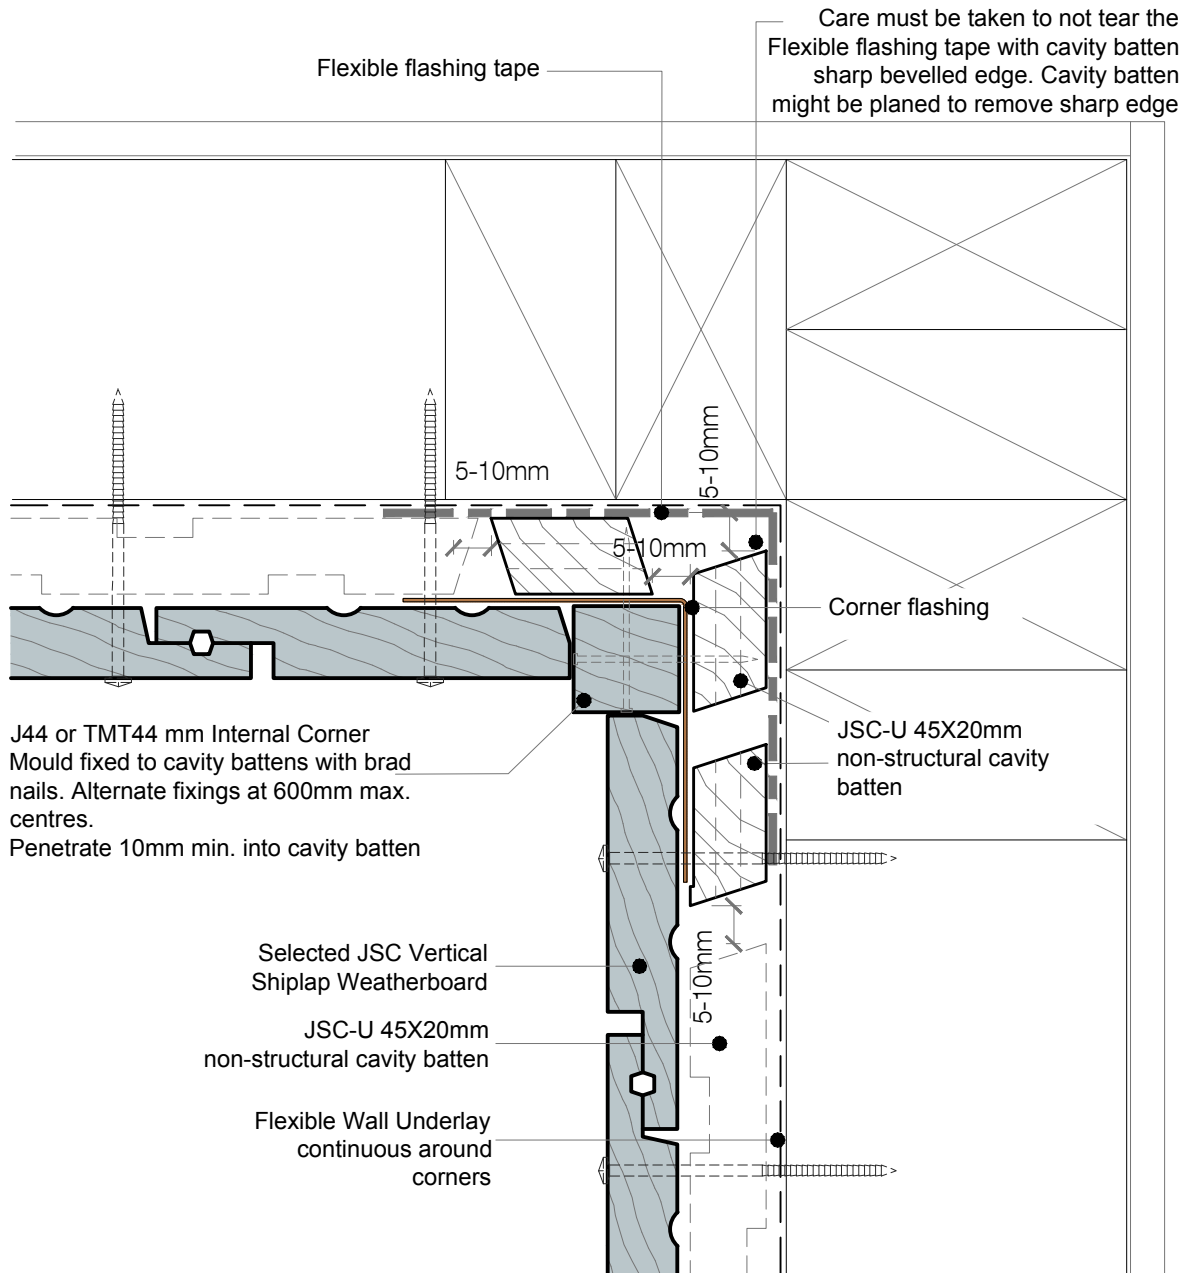 Care must be taken to not tear the
Flexible flashing tape with cavity batten
sharp bevelled edge. Cavity batten
might be planed to remove sharp edge
Flexible flashing tape
5-10mm
5-10mm
5-10mm
Corner flashing
JSC-U 45X20mm
non-structural cavity
batten
J44 or TMT44 mm Internal Corner
Mould fixed to cavity battens with brad
nails. Alternate fixings at 600mm max.
centres.
Penetrate 10mm min. into cavity batten
Selected JSC Vertical
Shiplap Weatherboard
5-10mm
JSC-U 45X20mm
non-structural cavity batten
Flexible Wall Underlay
continuous around
corners